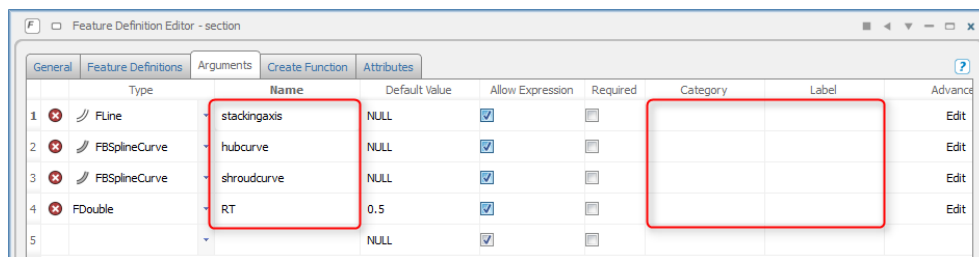 F Feature Definition Editor - section
General Feature Definitions Arguments Create Function Attributes ?
Type Name Default Value Allow Expression Required Category Label Advance
1 FLine stackingaxis NULL Edit
2 FBSplineCurve hubcurve NULL Edit
3 FBSplineCurve shroudcurve NULL Edit
4 FDouble RT 0.5 Edit
5 NULL